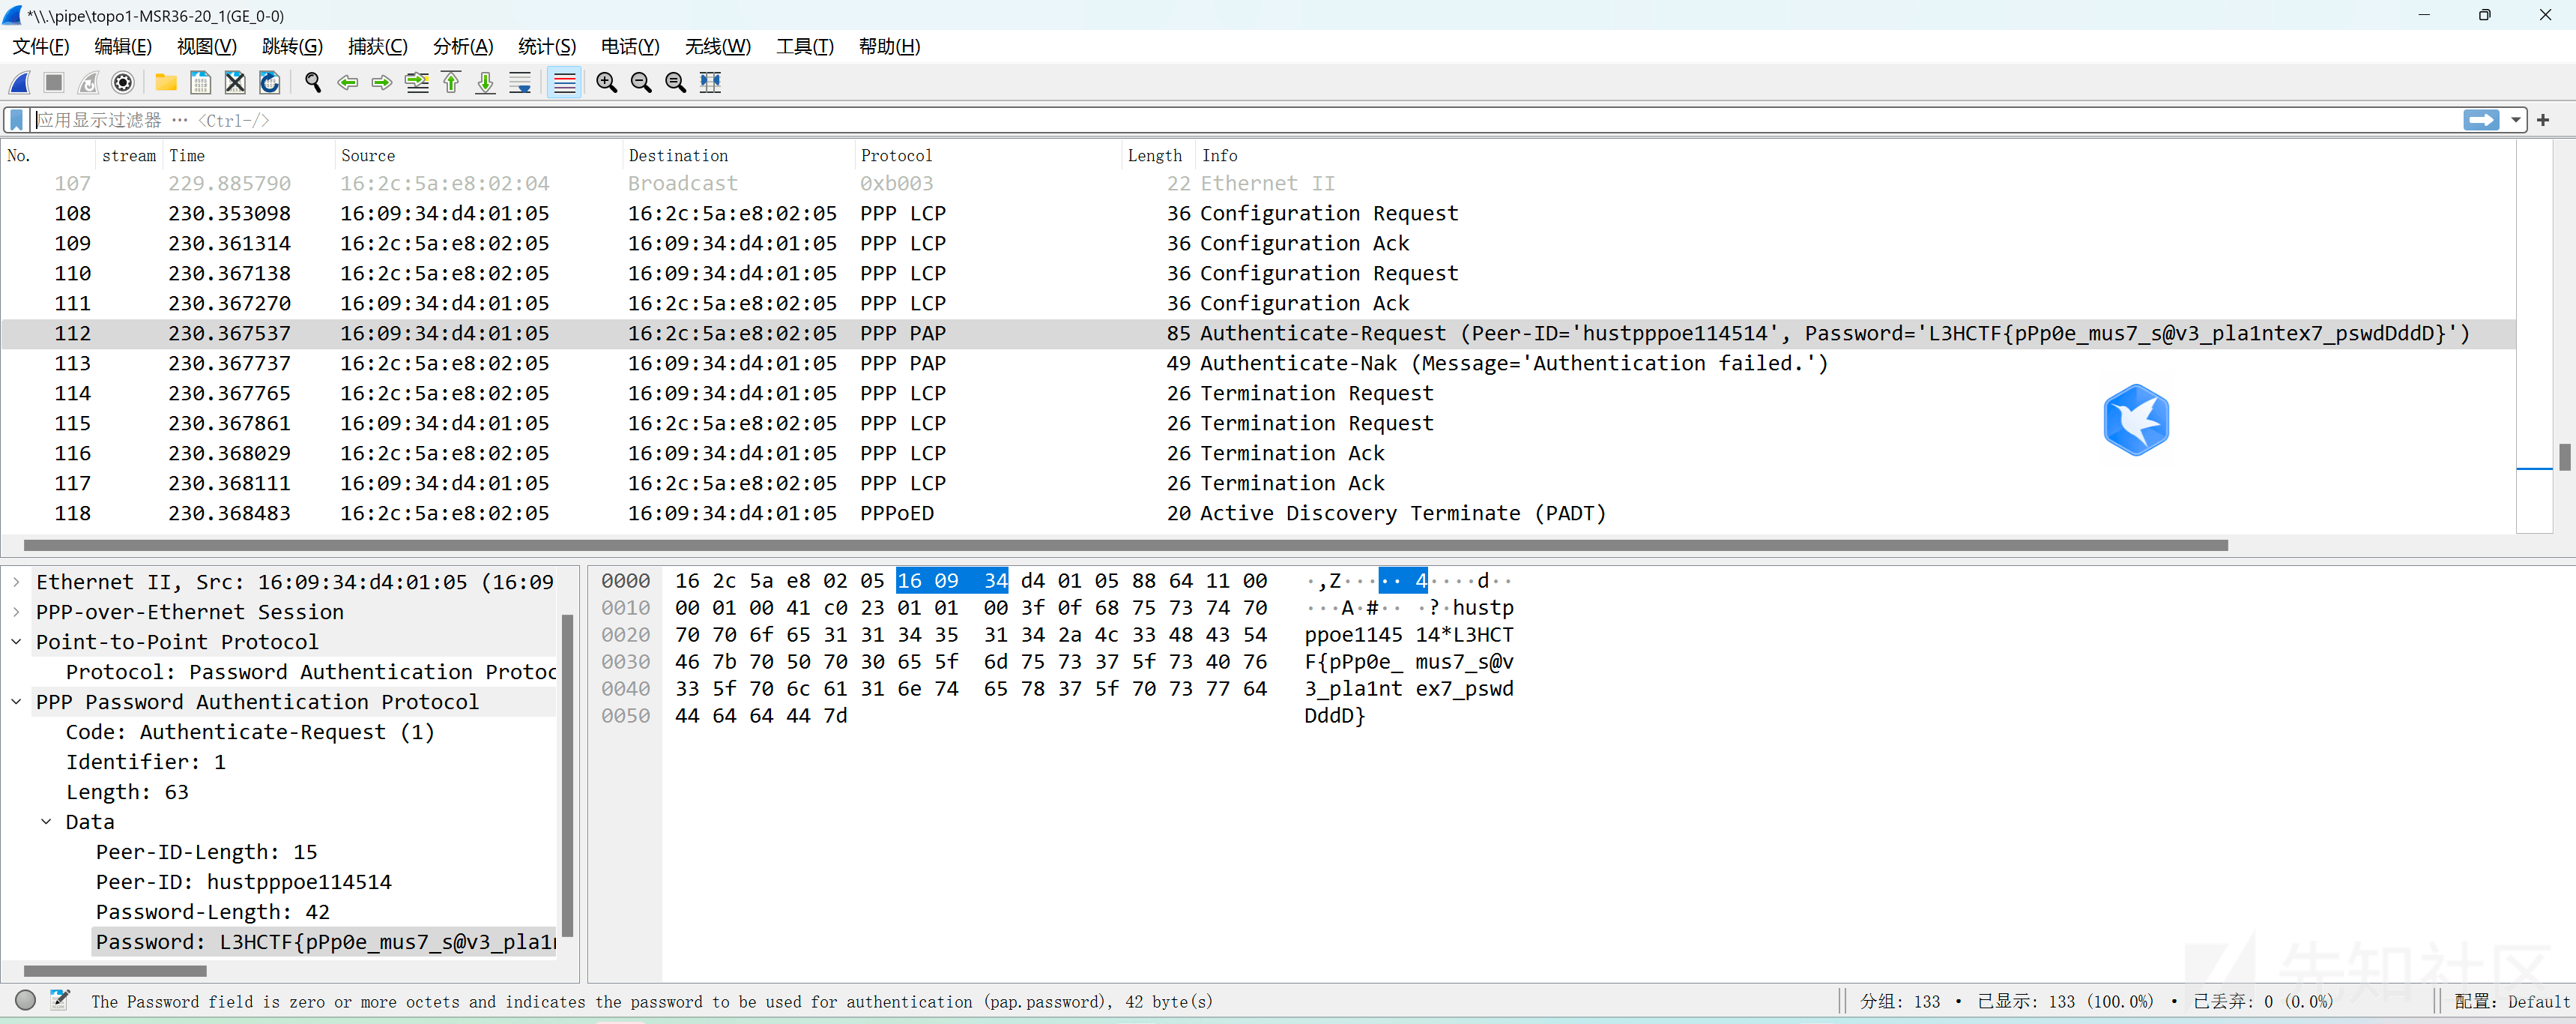 *\\.\pipe\topo1-MSR36-20_1(GE_0-0)
文件(F) 编辑(E) 视图(V) 跳转(G) 捕获(C) 分析(A) 统计(S) 电话(Y) 无线(W) 工具(T) 帮助(H)
应用显示过滤器 … <Ctrl-/>
No. stream Time Source Destination Protocol Length Info
107 229.885790 16:2c:5a:e8:02:04 Broadcast 0xb003 22 Ethernet II
108 230.353098 16:09:34:d4:01:05 16:2c:5a:e8:02:05 PPP LCP 36 Configuration Request
109 230.361314 16:2c:5a:e8:02:05 16:09:34:d4:01:05 PPP LCP 36 Configuration Ack
110 230.367138 16:2c:5a:e8:02:05 16:09:34:d4:01:05 PPP LCP 36 Configuration Request
111 230.367270 16:09:34:d4:01:05 16:2c:5a:e8:02:05 PPP LCP 36 Configuration Ack
112 230.367537 16:09:34:d4:01:05 16:2c:5a:e8:02:05 PPP PAP 85 Authenticate-Request (Peer-ID='hustpppoe114514', Password='L3HCTF{pPp0e_mus7_s@v3_pla1ntex7_pswdDddD}')
113 230.367737 16:2c:5a:e8:02:05 16:09:34:d4:01:05 PPP PAP 49 Authenticate-Nak (Message='Authentication failed.')
114 230.367765 16:2c:5a:e8:02:05 16:09:34:d4:01:05 PPP LCP 26 Termination Request
115 230.367861 16:09:34:d4:01:05 16:2c:5a:e8:02:05 PPP LCP 26 Termination Request
116 230.368029 16:2c:5a:e8:02:05 16:09:34:d4:01:05 PPP LCP 26 Termination Ack
117 230.368111 16:09:34:d4:01:05 16:2c:5a:e8:02:05 PPP LCP 26 Termination Ack
118 230.368483 16:2c:5a:e8:02:05 16:09:34:d4:01:05 PPPoED 20 Active Discovery Terminate (PADT)
Ethernet II, Src: 16:09:34:d4:01:05 (16:09
PPP-over-Ethernet Session
Point-to-Point Protocol
Protocol: Password Authentication Protoc
PPP Password Authentication Protocol
Code: Authenticate-Request (1)
Identifier: 1
Length: 63
Data
Peer-ID-Length: 15
Peer-ID: hustpppoe114514
Password-Length: 42
Password: L3HCTF{pPp0e_mus7_s@v3_pla1n
0000 16 2c 5a e8 02 05 16 09 34 d4 01 05 88 64 11 00 ·,Z·····4····d··
0010 00 01 00 41 c0 23 01 01 00 3f 0f 68 75 73 74 70 ···A·#·· ·?·hustp
0020 70 70 6f 65 31 31 34 35 31 34 2a 4c 33 48 43 54 ppoe1145 14*L3HCT
0030 46 7b 70 50 70 30 65 5f 6d 75 73 37 5f 73 40 76 F{pPp0e_ mus7_s@v
0040 33 5f 70 6c 61 31 6e 74 65 78 37 5f 70 73 77 64 3_pla1nt ex7_pswd
0050 44 64 64 44 7d DddD}
先知社区
The Password field is zero or more octets and indicates the password to be used for authentication (pap.password), 42 byte(s)
分组: 133 · 已显示: 133 (100.0%) · 已丢弃: 0 (0.0%)
配置: Default